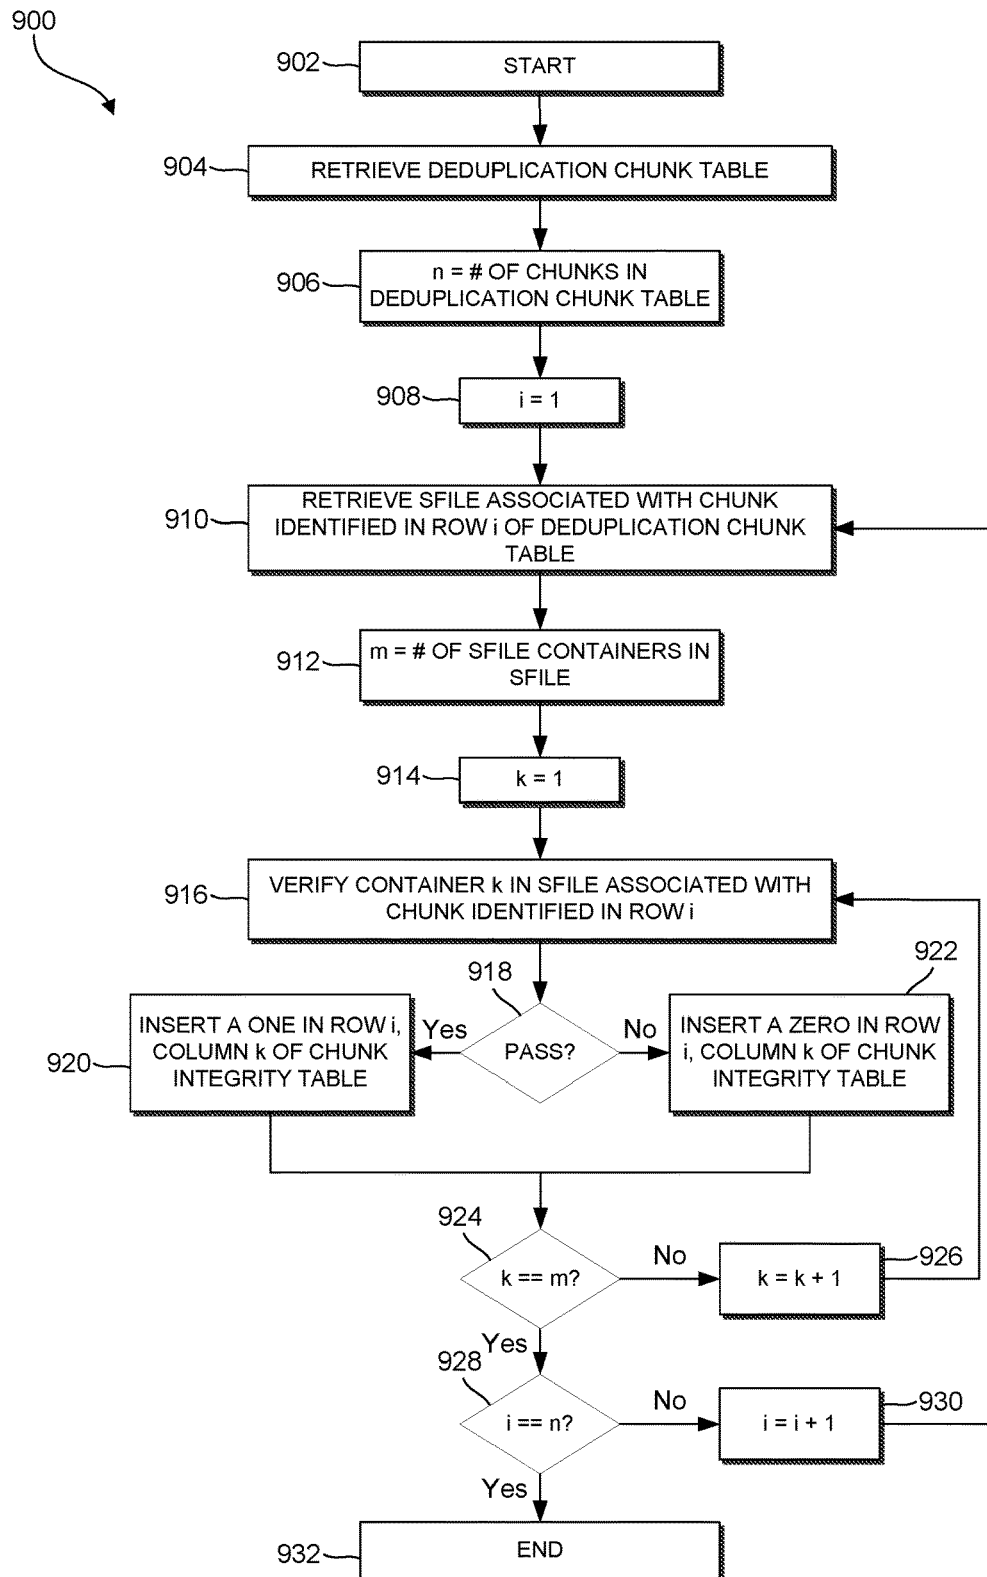 900
902
START
904
RETRIEVE DEDUPLICATION CHUNK TABLE
906
n = # OF CHUNKS IN
DEDUPLICATION CHUNK TABLE
908
i = 1
910
RETRIEVE SFILE ASSOCIATED WITH CHUNK
IDENTIFIED IN ROW i OF DEDUPLICATION CHUNK
TABLE
912
m = # OF SFILE CONTAINERS IN
SFILE
914
k = 1
916
VERIFY CONTAINER k IN SFILE ASSOCIATED WITH
CHUNK IDENTIFIED IN ROW i
918
PASS?
Yes
No
920
INSERT A ONE IN ROW i,
COLUMN k OF CHUNK
INTEGRITY TABLE
922
INSERT A ZERO IN ROW
i, COLUMN k OF CHUNK
INTEGRITY TABLE
924
k == m?
No
926
k = k + 1
Yes
928
i == n?
No
930
i = i + 1
Yes
932
END